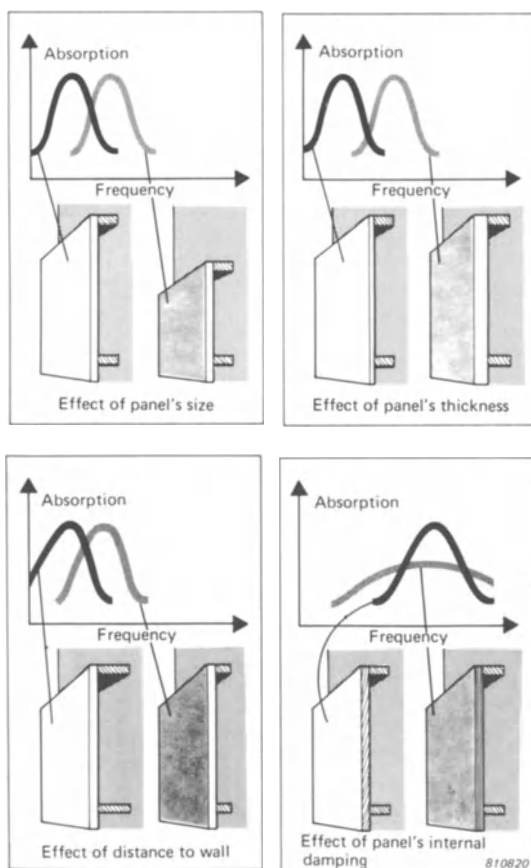 Absorption
Frequency
Effect of panel's size
Absorption
Frequency
Effect of panel's thickness
Absorption
Frequency
Effect of distance to wall
Absorption
Frequency
Effect of panel's internal
damping
810820